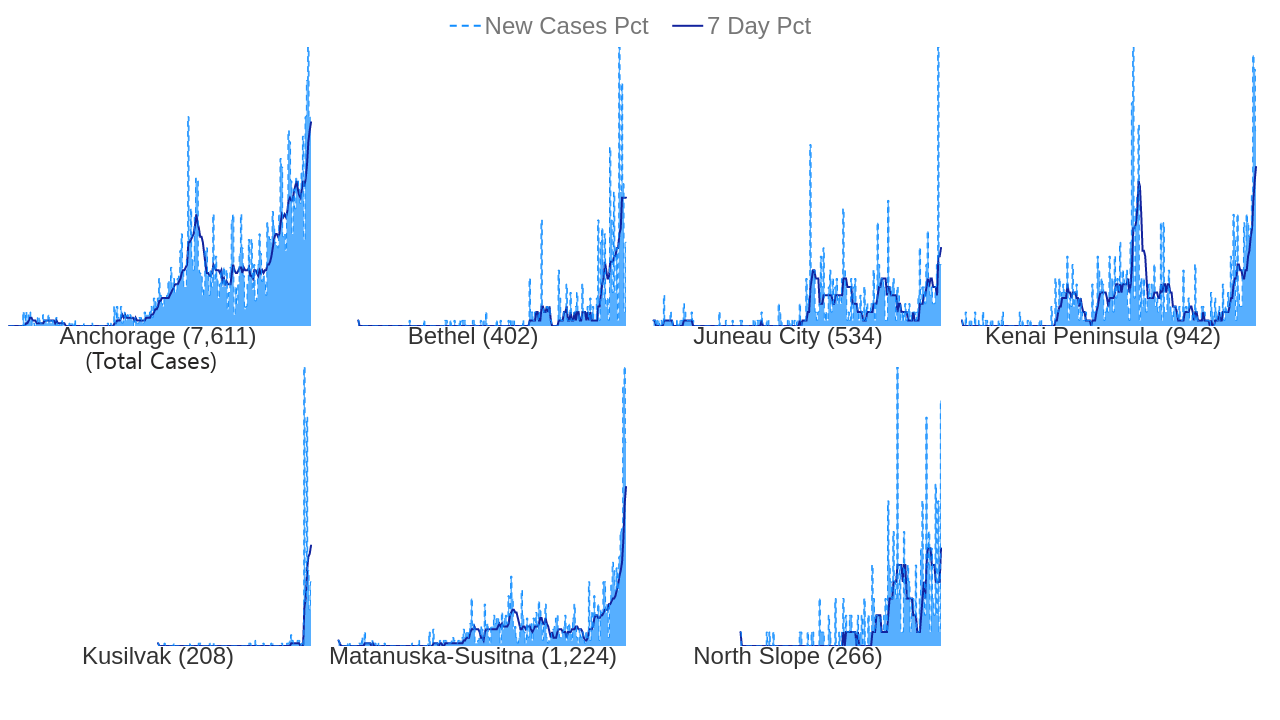 New Cases Pct 7 Day Pct
Anchorage (7,611)
(Total Cases)
Bethel (402)
Juneau City (534)
Kenai Peninsula (942)
Kusilvak (208)
Matanuska-Susitna (1,224)
North Slope (266)